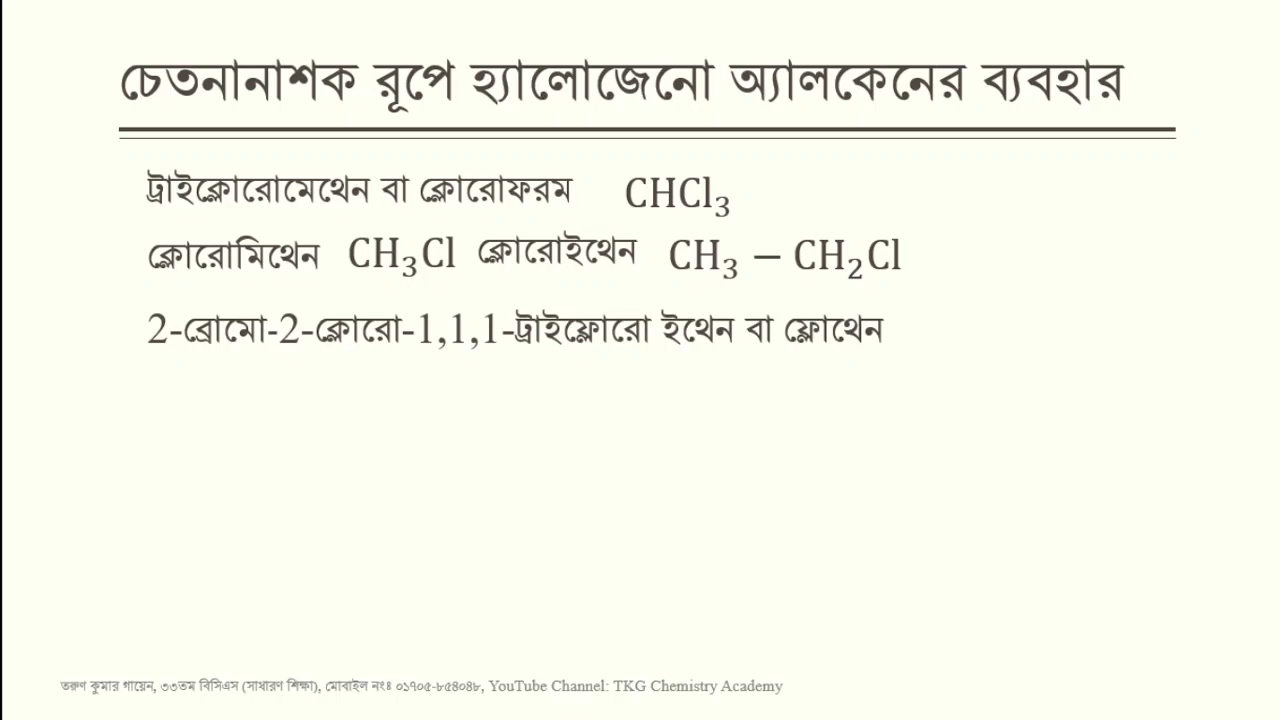 চেতনানাশক রূপে হ্যালোজেনো অ্যালকেনের ব্যবহার
ট্রাইক্লোরোমেথেন বা ক্লোরোফরম CHCl₃
ক্লোরোমিথেন CH₃Cl ক্লোরোইথেন CH₃ – CH₂Cl
2-ব্রোমো-2-ক্লোরো-1,1,1-ট্রাইফ্লোরো ইথেন বা ফ্লোথেন
তরুণ কুমার গায়েন, ৩৩তম বিসিএস (সাধারণ শিক্ষা), মোবাইল নংঃ ০১৭০৫-৮৫৪০৪৮, YouTube Channel: TKG Chemistry Academy